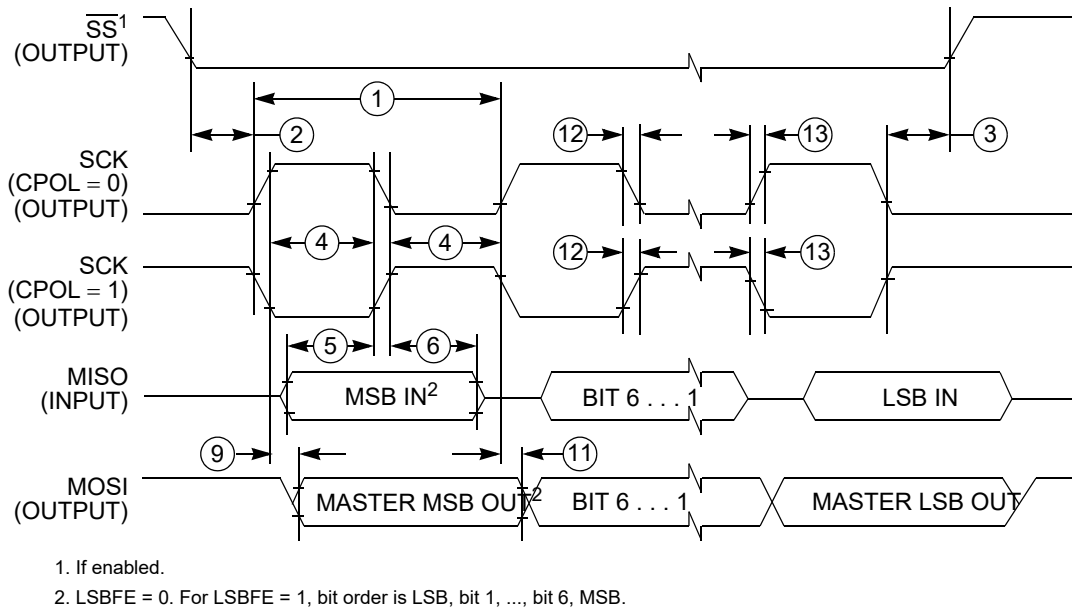 SS¹
(OUTPUT)
1
2
12
13
3
SCK
(CPOL = 0)
(OUTPUT)
4
4
SCK
(CPOL = 1)
(OUTPUT)
12
13
5
6
MISO
(INPUT)
MSB IN²
BIT 6 . . . 1
LSB IN
9
11
MOSI
(OUTPUT)
MASTER MSB OUT²
BIT 6 . . . 1
MASTER LSB OUT
1. If enabled.
2. LSBFE = 0. For LSBFE = 1, bit order is LSB, bit 1, ..., bit 6, MSB.